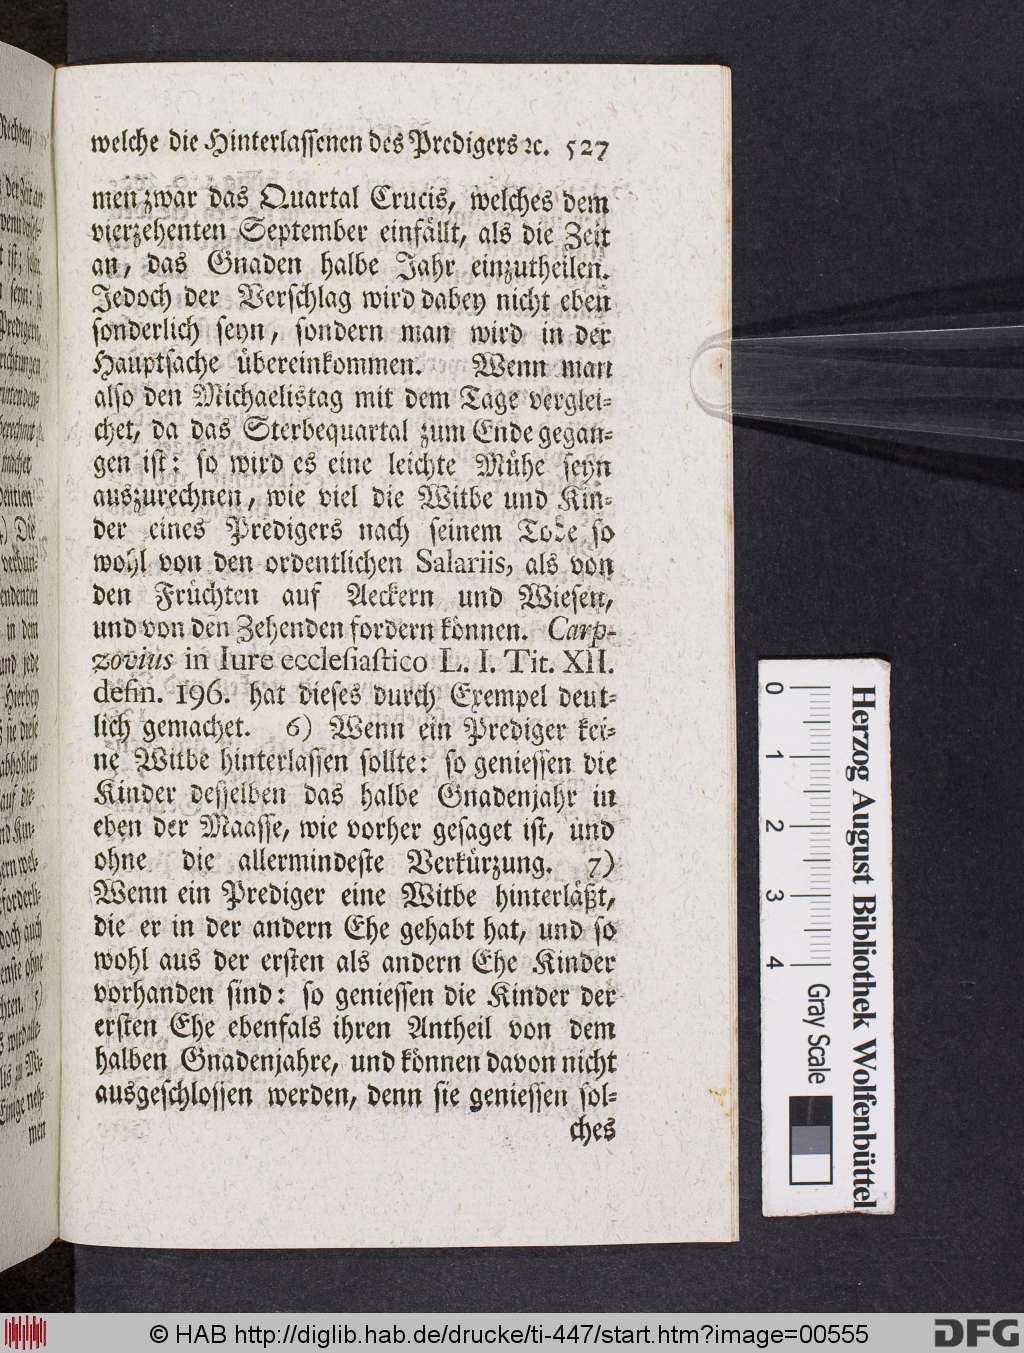 welche die Hinterlassenen des Predigers ꝛc. 527
men zwar das Quartal Crucis, welches dem
vierzehenten September einfällt, als die Zeit
an, das Gnaden halbe Jahr einzutheilen.
Jedoch der Verschlag wird dabey nicht eben
sonderlich seyn, sondern man wird in der
Hauptsache übereinkommen. Wenn man
also den Michaelistag mit dem Tage verglei-
chet, da das Sterbequartal zum Ende gegan-
gen ist: so wird es eine leichte Mühe seyn
auszurechnen, wie viel die Witbe und Kin-
der eines Predigers nach seinem Tode so
wohl von den ordentlichen Salariis, als von
den Früchten auf Aeckern und Wiesen,
und von den Zehenden fordern können. Carp-
zovius in Iure ecclesiastico L. I. Tit. XII.
defin. 196. hat dieses durch Exempel deut-
lich gemachet. 6) Wenn ein Prediger kei-
ne Witbe hinterlassen sollte: so geniessen die
Kinder desselben das halbe Gnadenjahr in
eben der Maasse, wie vorher gesaget ist, und
ohne die allermindeste Verkürzung. 7)
Wenn ein Prediger eine Witbe hinterläßt,
die er in der andern Ehe gehabt hat, und so
wohl aus der ersten als andern Ehe Kinder
vorhanden sind: so geniessen die Kinder der
ersten Ehe ebenfals ihren Antheil von dem
halben Gnadenjahre, und können davon nicht
ausgeschlossen werden, denn sie geniessen sol-
ches
Herzog August Bibliothek Wolfenbüttel
0 1 2 3 4 Gray Scale
© HAB http://diglib.hab.de/drucke/ti-447/start.htm?image=00555
DFG